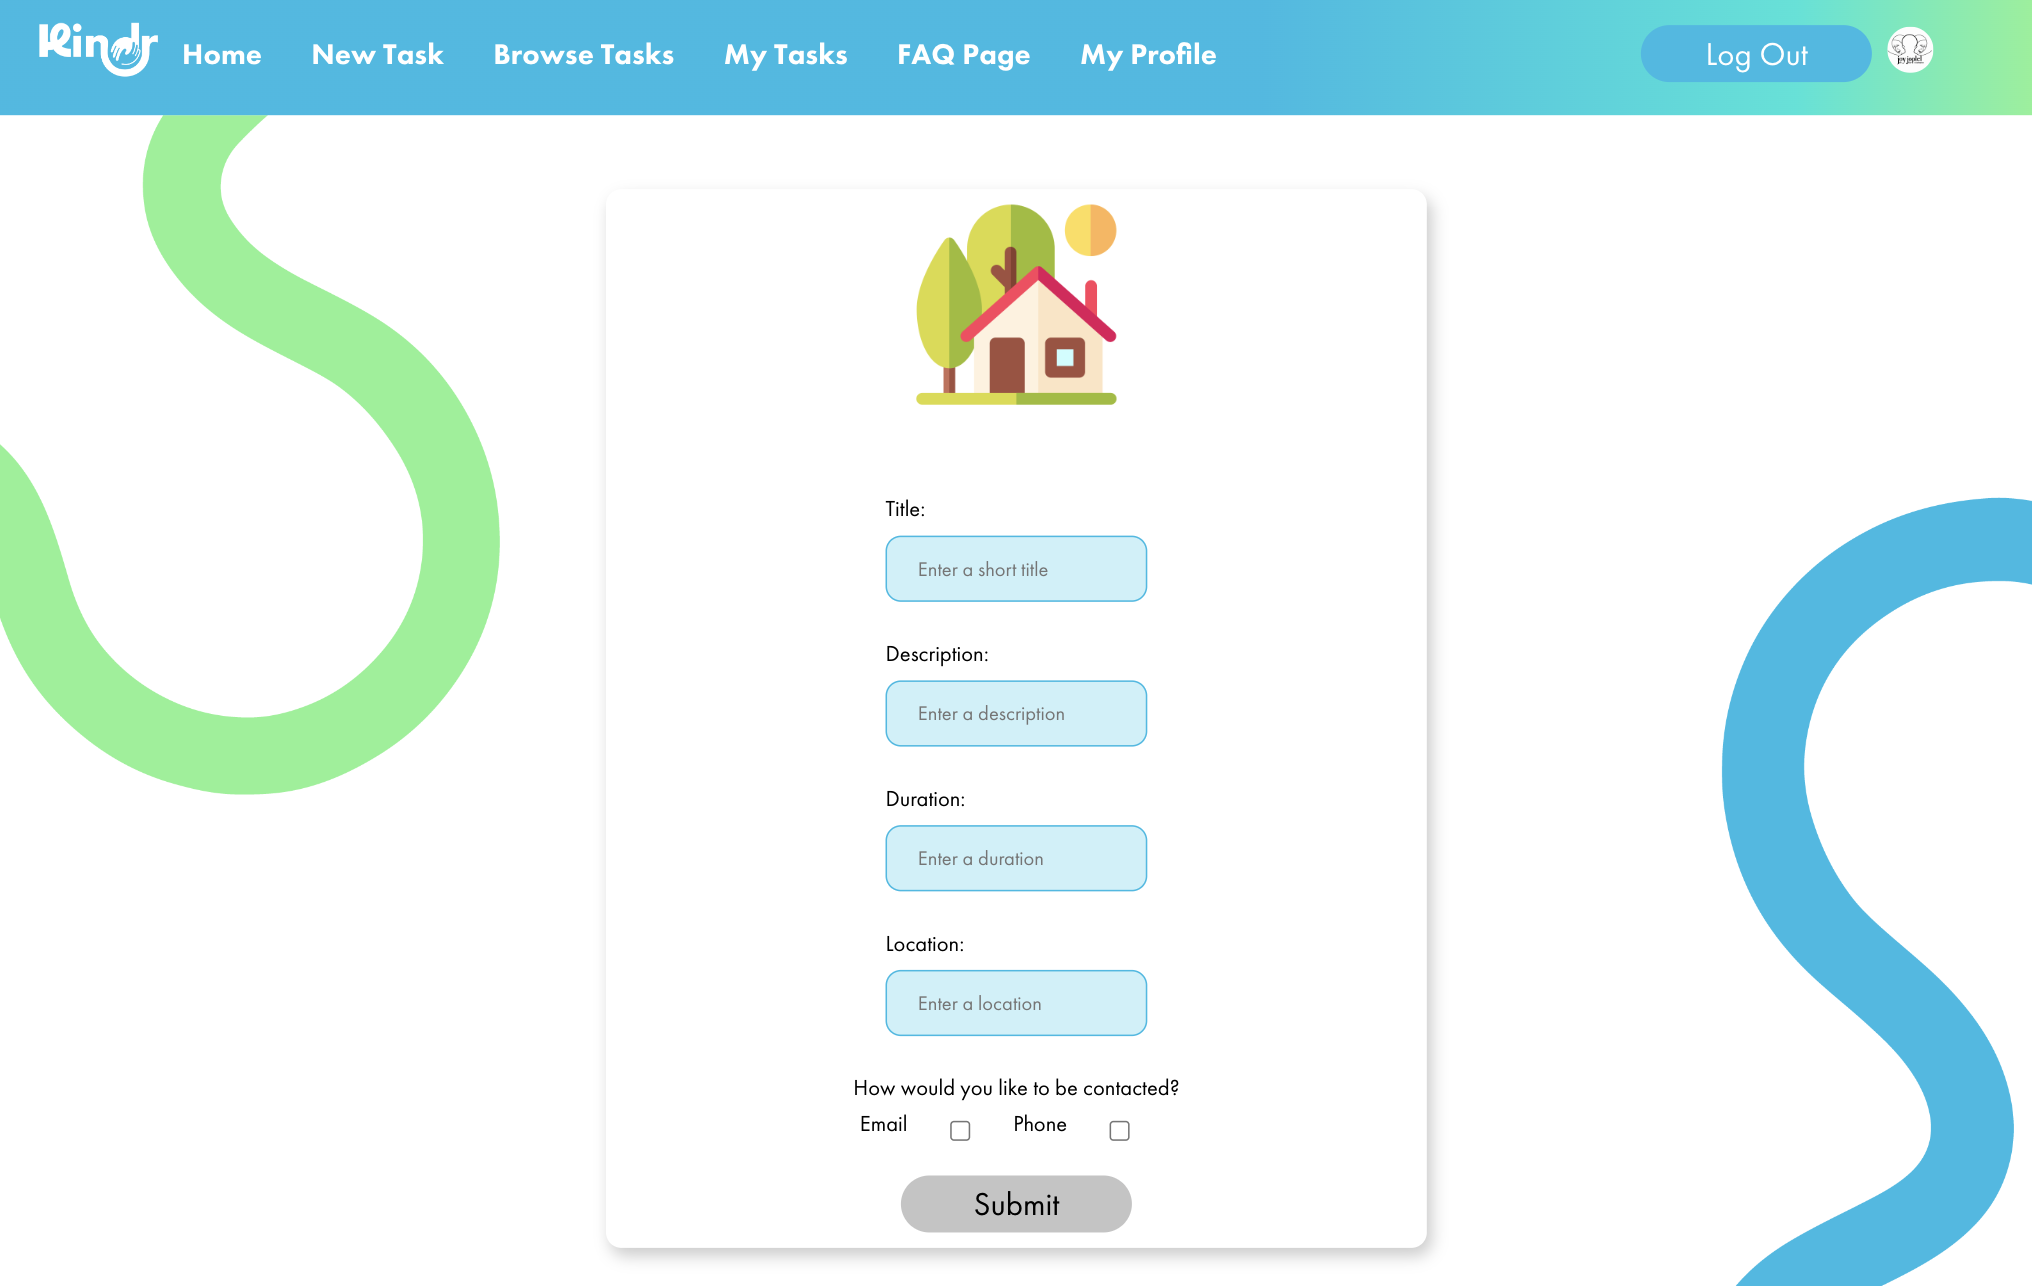 Kindr Home New Task Browse Tasks My Tasks FAQ Page My Profile Log Out
Title:
Enter a short title
Description:
Enter a description
Duration:
Enter a duration
Location:
Enter a location
How would you like to be contacted?
Email Phone
Submit